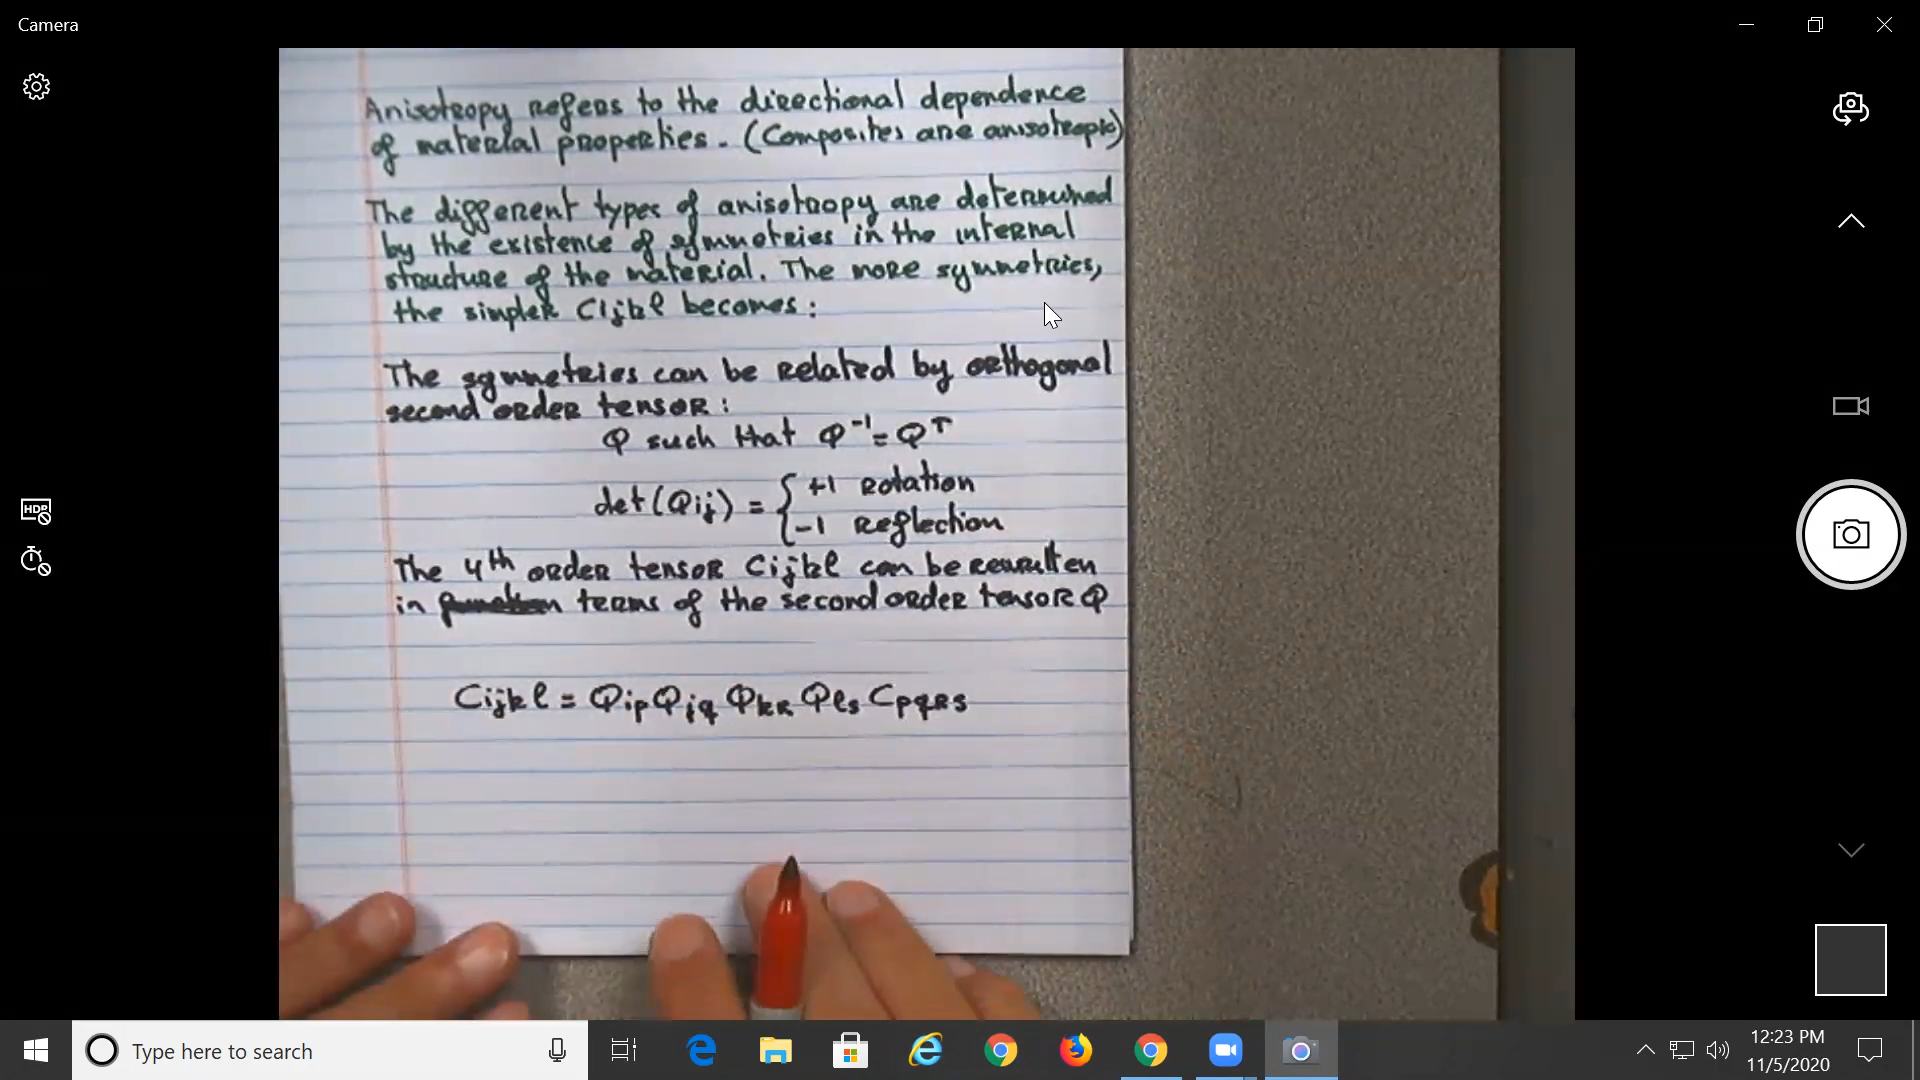 Camera
Anisotropy refers to the directional dependence
of material properties. (Composites are anisotropic)
The different types of anisotropy are determined
by the existence of symmetries in the internal
structure of the material. The more symmetries,
the simpler Cijkl becomes:
The symmetries can be related by orthogonal
second order tensor:
Q such that Q⁻¹ = Qᵀ
det(Qij) = { +1 rotation
-1 Reflection
The 4th order tensor Cijkl can be rewritten
in terms of the second order tensor Q
Cijkl = Qip Qjq Qkr Qls Cpqrs
HDR
Type here to search
12:23 PM
11/5/2020